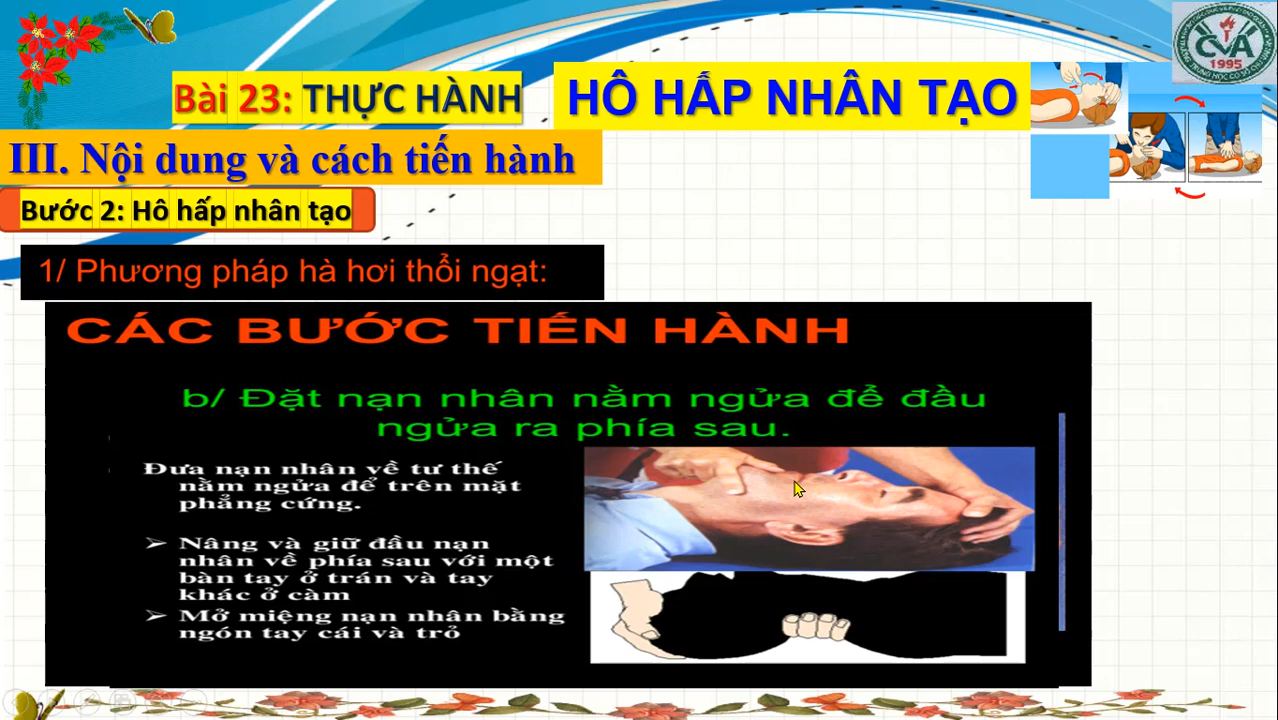 Bài 23: THỰC HÀNH
HÔ HẤP NHÂN TẠO
CVA
1995
III. Nội dung và cách tiến hành
Bước 2: Hô hấp nhân tạo
1/ Phương pháp hà hơi thổi ngạt:
CÁC BƯỚC TIẾN HÀNH
b/ Đặt nạn nhân nằm ngửa để đầu
ngửa ra phía sau.
Đưa nạn nhân về tư thế
nằm ngửa để trên mặt
phẳng cứng.
➢ Nâng và giữ đầu nạn
nhân về phía sau với một
bàn tay ở trán và tay
khác ở cằm
➢ Mở miệng nạn nhân bằng
ngón tay cái và trỏ